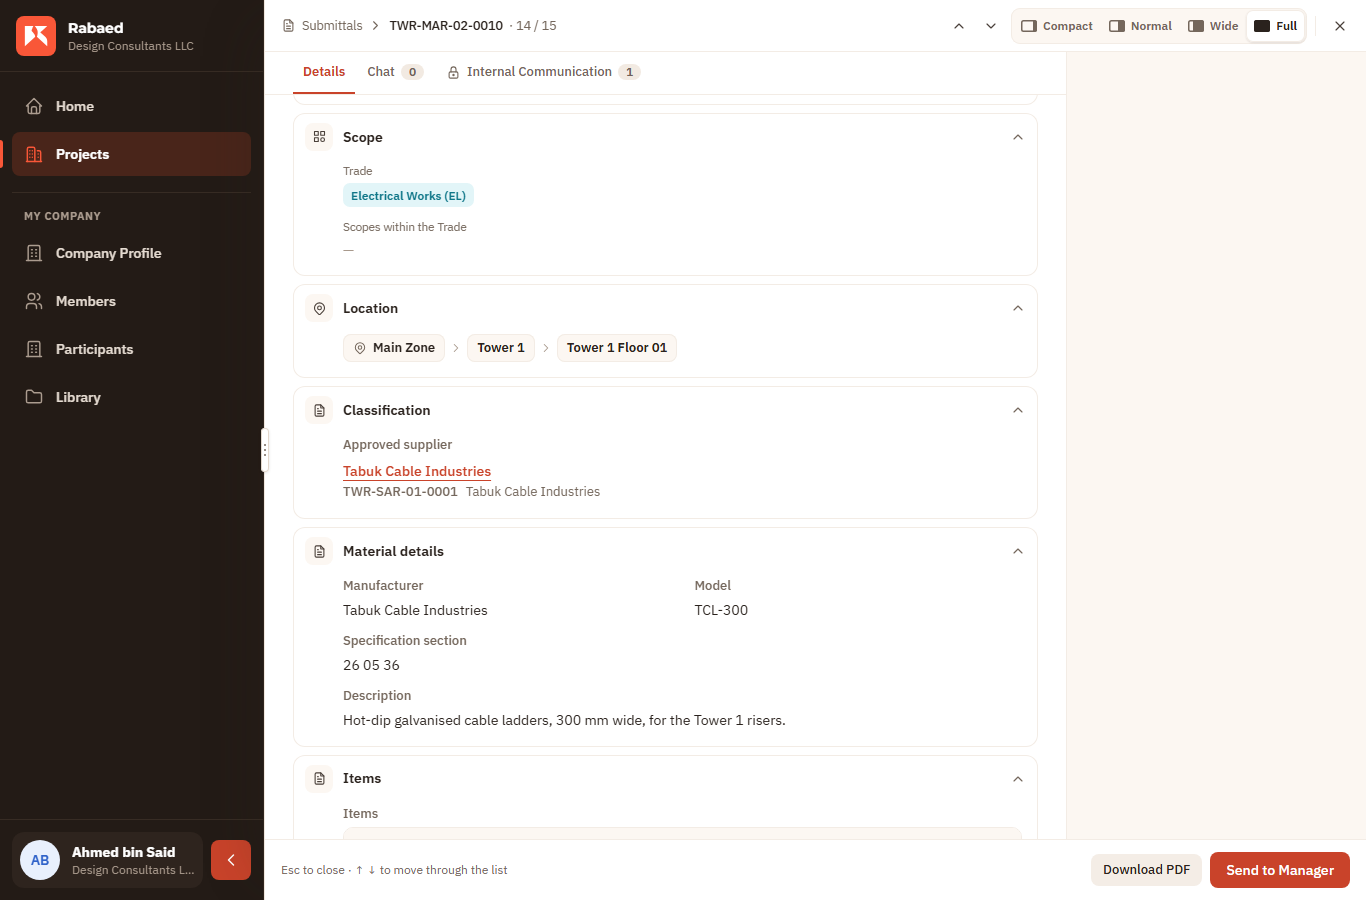 Rabaed
Design Consultants LLC
Home
Projects
MY COMPANY
Company Profile
Members
Participants
Library
AB
Ahmed bin Said
Design Consultants L...
Submittals > TWR-MAR-02-0010 · 14 / 15
Compact Normal Wide Full
Details Chat 0 Internal Communication 1
Scope
Trade
Electrical Works (EL)
Scopes within the Trade
—
Location
Main Zone > Tower 1 > Tower 1 Floor 01
Classification
Approved supplier
Tabuk Cable Industries
TWR-SAR-01-0001 Tabuk Cable Industries
Material details
Manufacturer Model
Tabuk Cable Industries TCL-300
Specification section
26 05 36
Description
Hot-dip galvanised cable ladders, 300 mm wide, for the Tower 1 risers.
Items
Items
Esc to close · ↑ ↓ to move through the list
Download PDF Send to Manager